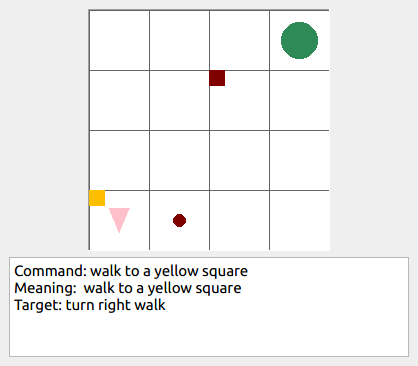 Command: walk to a yellow square
Meaning:  walk to a yellow square
Target: turn right walk